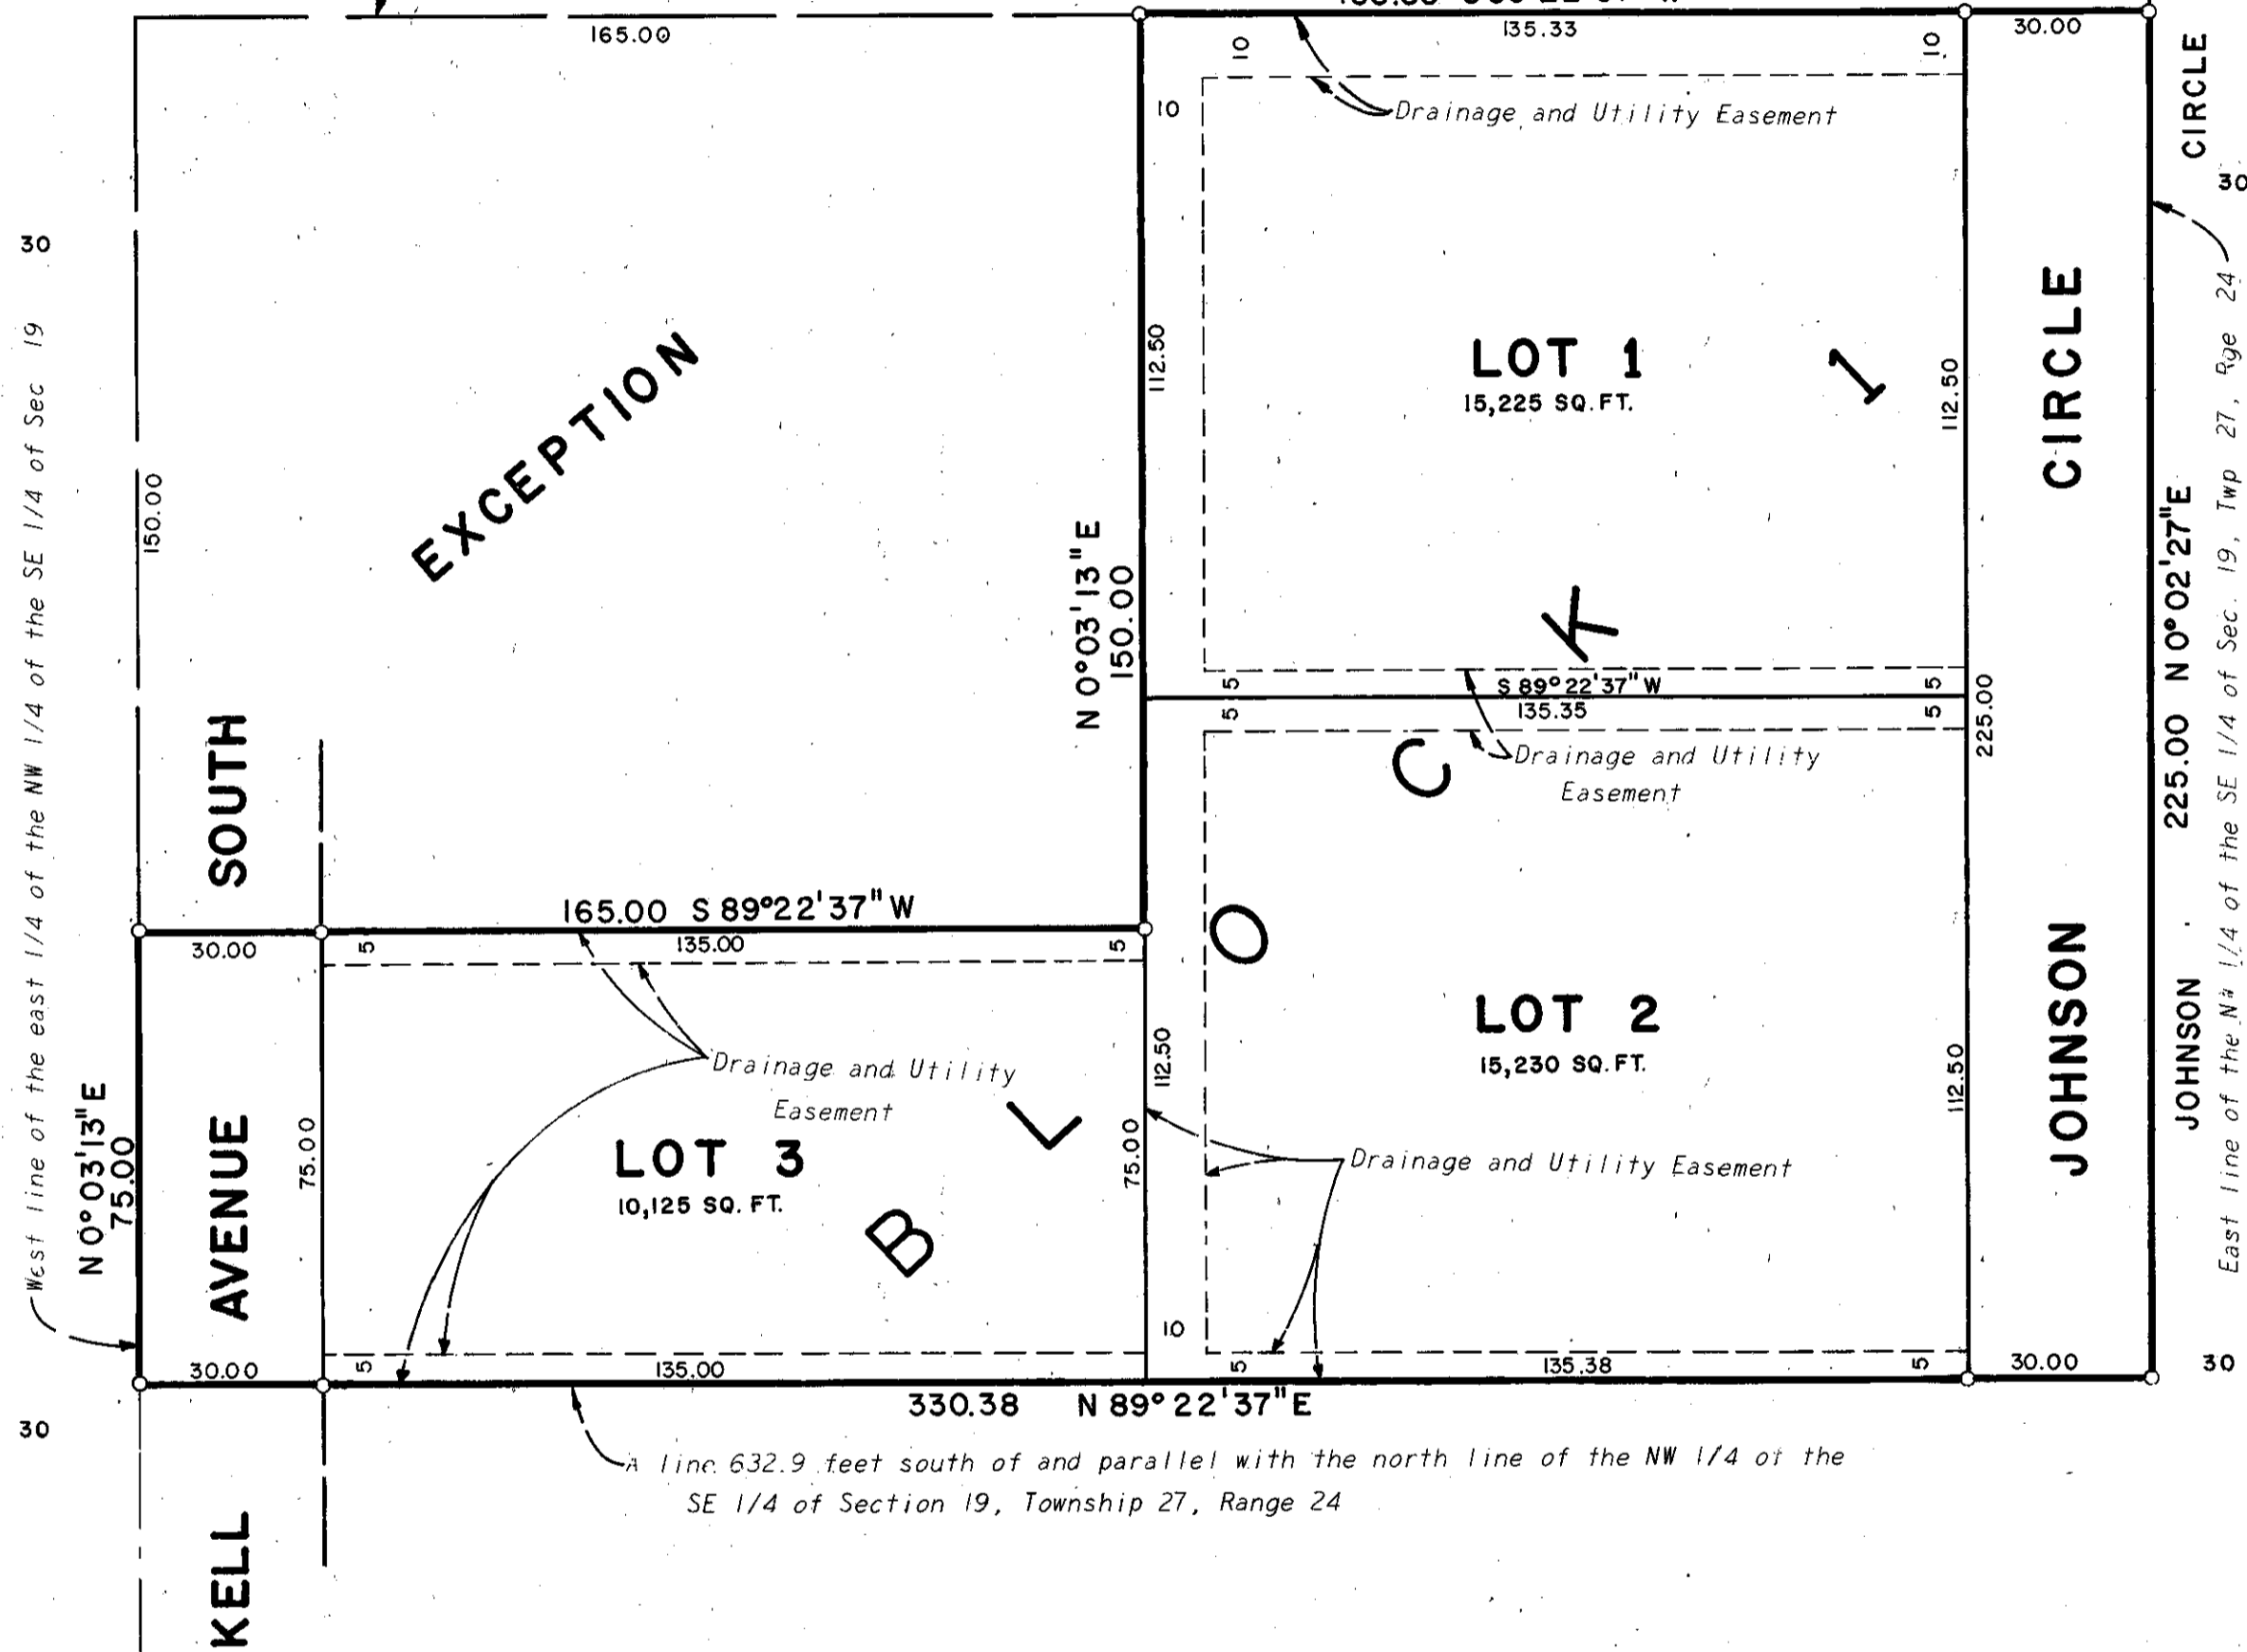 165.00
135.33
30.00
10
10
10
Drainage and Utility Easement
CIRCLE
30
30
West line of the east 1/4 of the NW 1/4 of the SE 1/4 of Sec 19
150.00
EXCEPTION
N 0°03'13"E
150.00
112.50
LOT 1
15,225 SQ.FT.
112.50
BLOCK 1
JOHNSON CIRCLE
225.00 N 0°02'27"E
East line of the NW 1/4 of the SE 1/4 of Sec. 19, Twp 27, Rge 24
5
S 89°22'37"W
5
5
135.35
5
225.00
Drainage and Utility
Easement
165.00 S 89°22'37"W
30.00
5
135.00
5
Drainage and Utility
Easement
N 0°03'13"E
75.00
KELL AVENUE SOUTH
75.00
LOT 3
10,125 SQ. FT.
75.00
112.50
LOT 2
15,230 SQ.FT.
112.50
JOHNSON
Drainage and Utility Easement
10
30.00
5
135.00
5
135.38
5
30.00
30
330.38 N 89°22'37"E
30
A line 632.9 feet south of and parallel with the north line of the NW 1/4 of the
SE 1/4 of Section 19, Township 27, Range 24